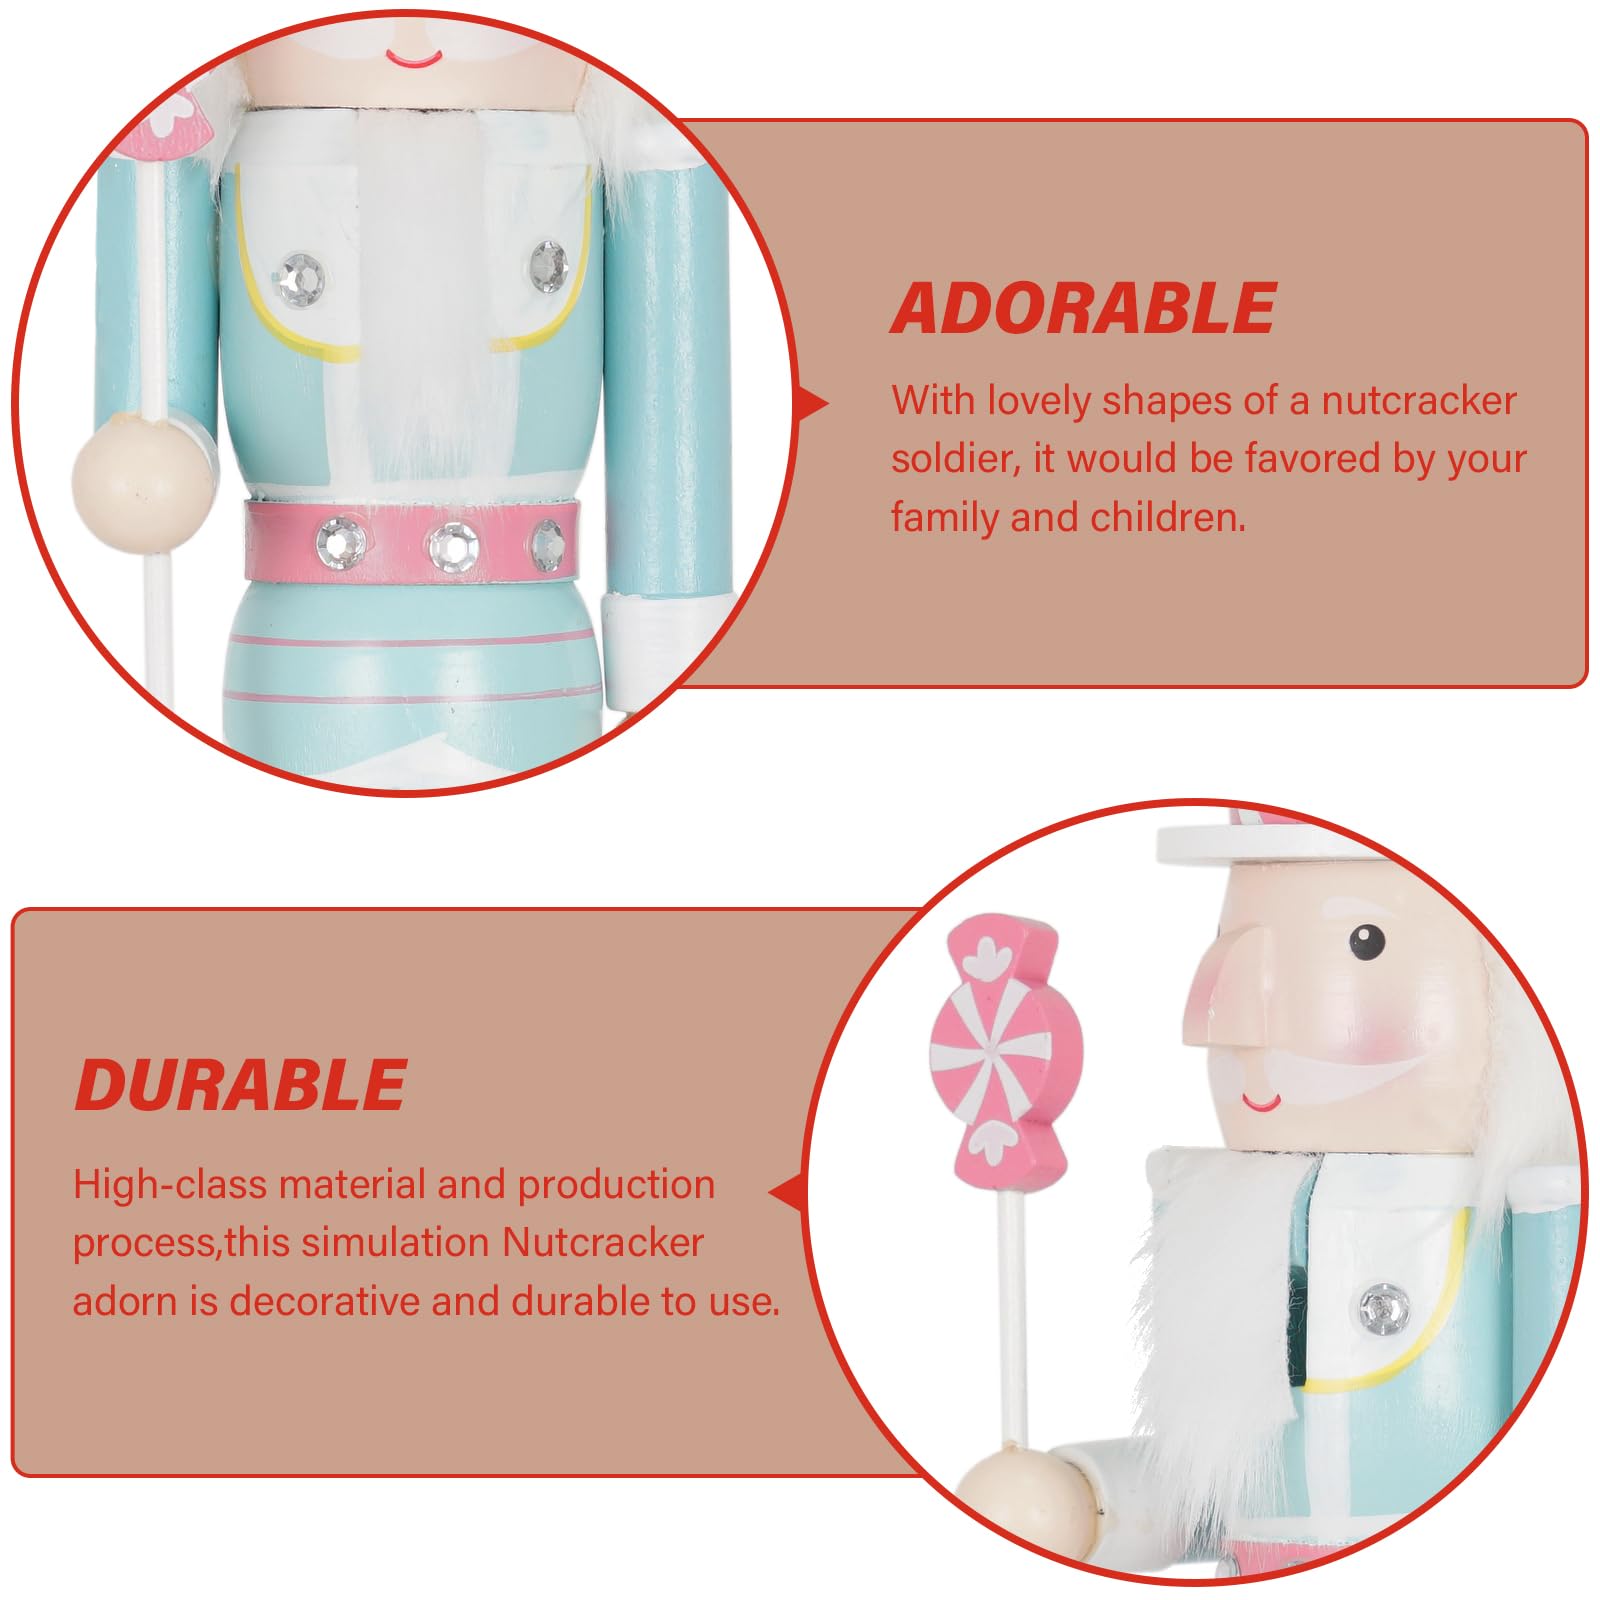 ADORABLE
With lovely shapes of a nutcracker
soldier, it would be favored by your
family and children.
DURABLE
High-class material and production
process,this simulation Nutcracker
adorn is decorative and durable to use.